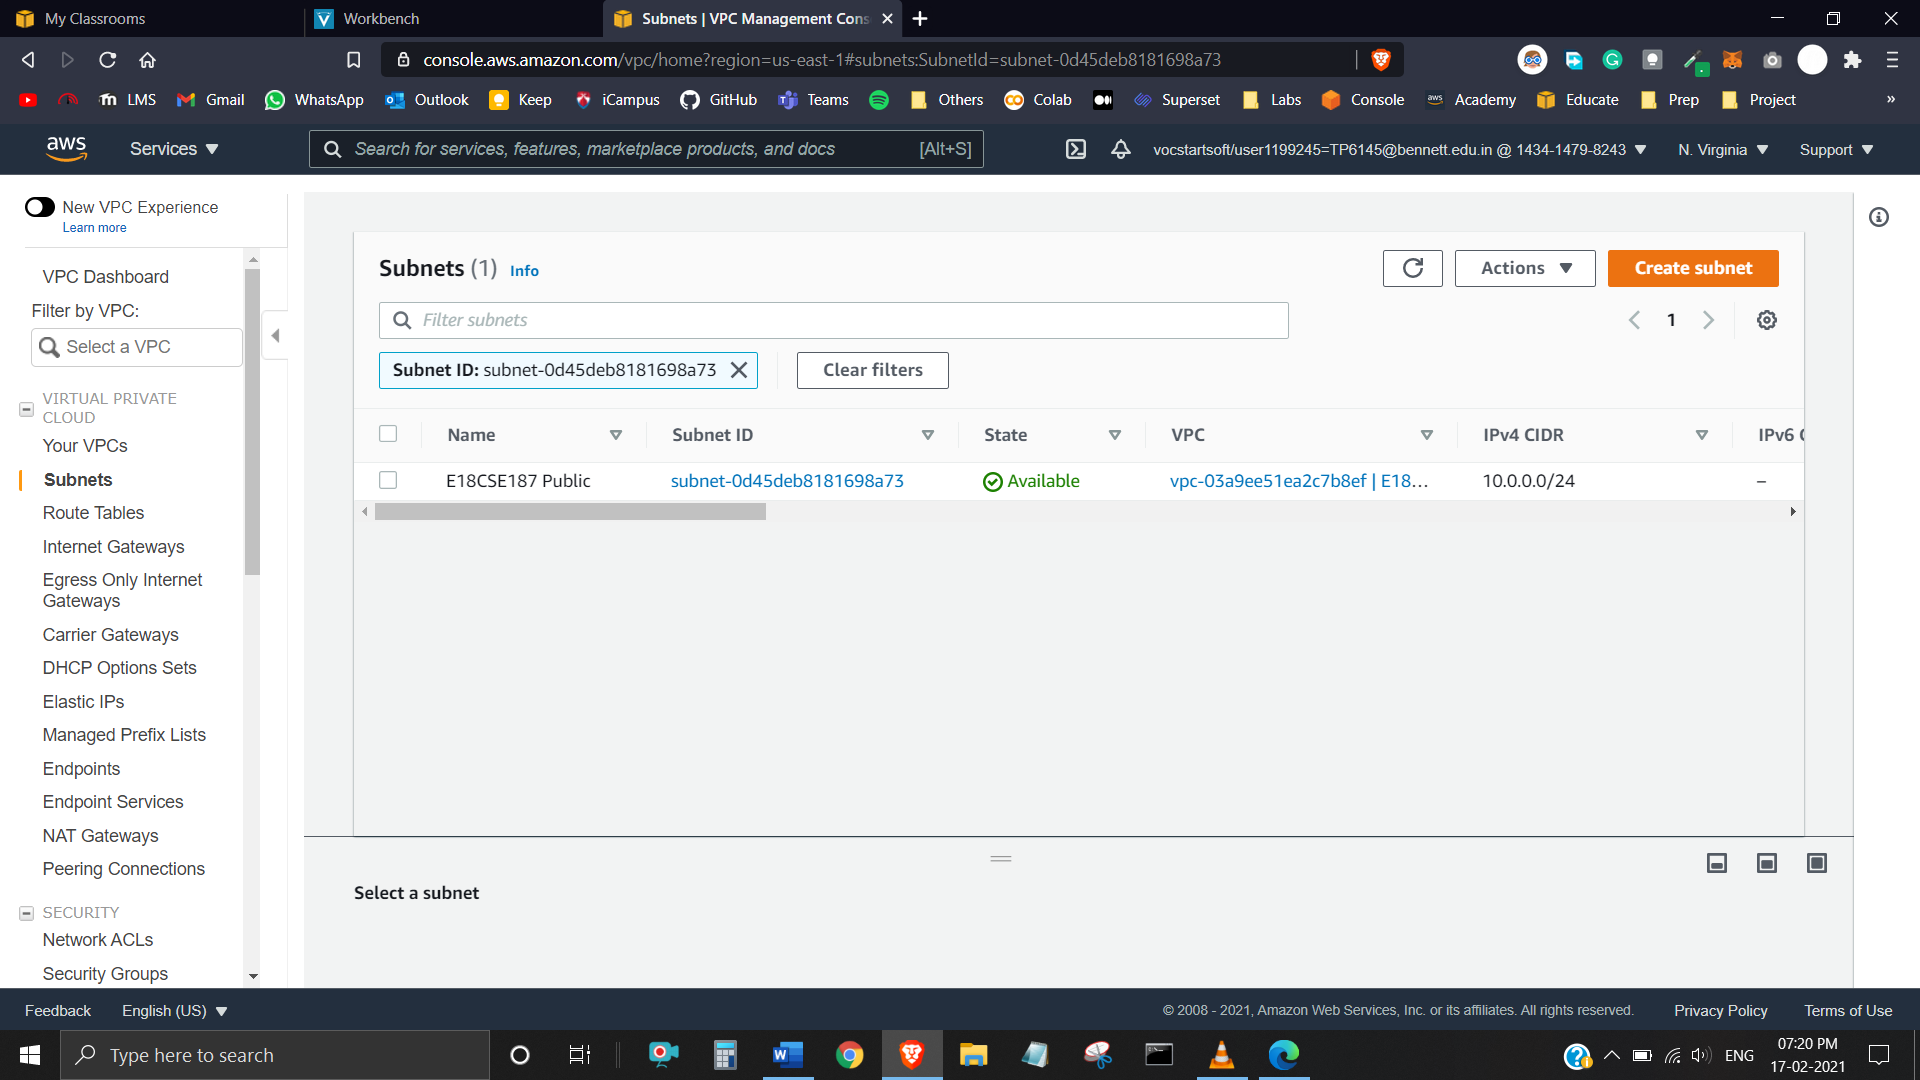 My Classrooms
Workbench
Subnets | VPC Management Cons
console.aws.amazon.com/vpc/home?region=us-east-1#subnets:SubnetId=subnet-0d45deb8181698a73
LMS Gmail WhatsApp Outlook Keep iCampus GitHub Teams Others Colab Superset Labs Console Academy Educate Prep Project »
aws Services Search for services, features, marketplace products, and docs [Alt+S] vocstartsoft/user1199245=TP6145@bennett.edu.in @ 1434-1479-8243 N. Virginia Support
New VPC Experience
Learn more
VPC Dashboard
Filter by VPC:
Select a VPC
VIRTUAL PRIVATE
CLOUD
Your VPCs
Subnets
Route Tables
Internet Gateways
Egress Only Internet
Gateways
Carrier Gateways
DHCP Options Sets
Elastic IPs
Managed Prefix Lists
Endpoints
Endpoint Services
NAT Gateways
Peering Connections
SECURITY
Network ACLs
Security Groups
Subnets (1) Info
Actions
Create subnet
Filter subnets
1
Subnet ID: subnet-0d45deb8181698a73
Clear filters
Name Subnet ID State VPC IPv4 CIDR IPv6 C
E18CSE187 Public subnet-0d45deb8181698a73 Available vpc-03a9ee51ea2c7b8ef | E18... 10.0.0.0/24 –
Select a subnet
Feedback English (US) © 2008 - 2021, Amazon Web Services, Inc. or its affiliates. All rights reserved. Privacy Policy Terms of Use
Type here to search
ENG
07:20 PM
17-02-2021